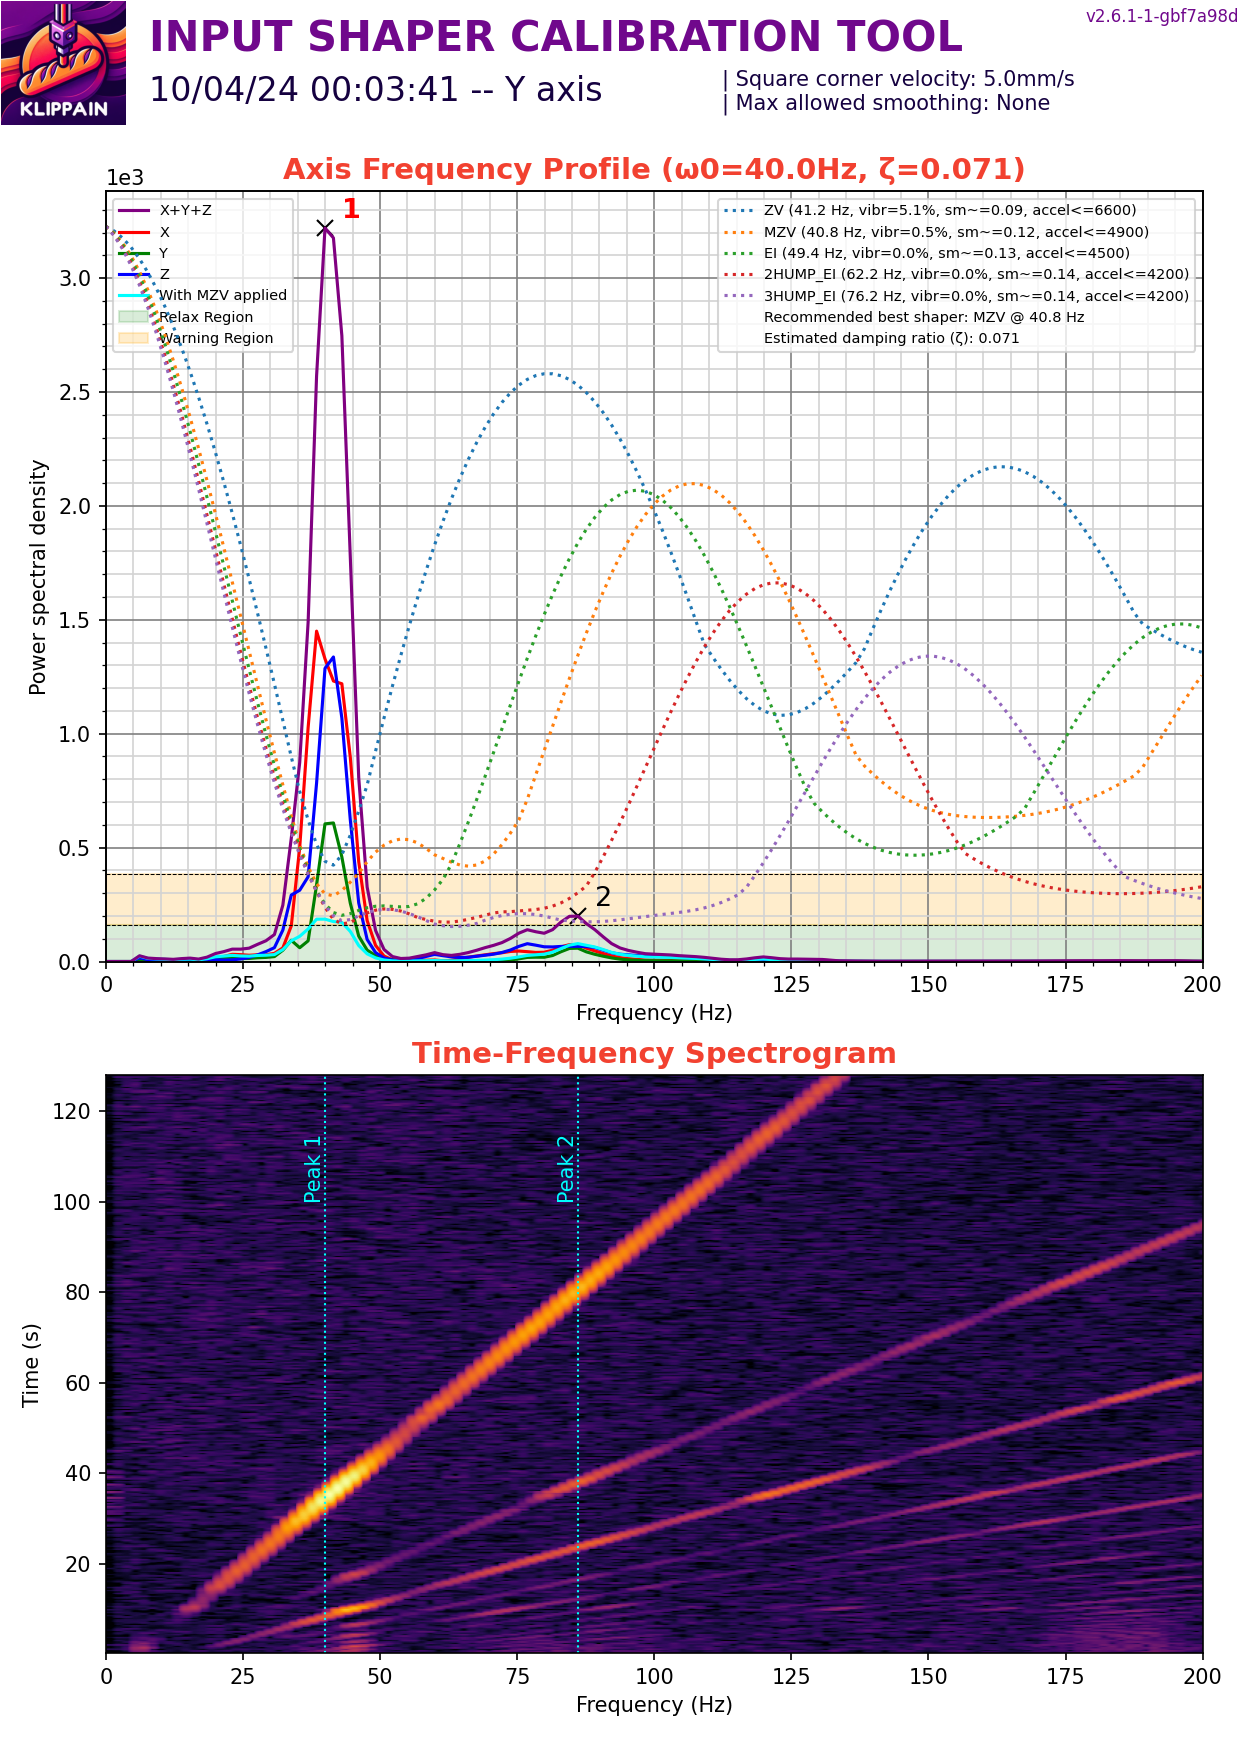 INPUT SHAPER CALIBRATION TOOL
v2.6.1-1-gbf7a98d
10/04/24 00:03:41 -- Y axis
| Square corner velocity: 5.0mm/s
| Max allowed smoothing: None
KLIPPAIN
Axis Frequency Profile (ω0=40.0Hz, ζ=0.071)
1e3
X+Y+Z
X
Y
Z
With MZV applied
Relax Region
Warning Region
1
ZV (41.2 Hz, vibr=5.1%, sm~=0.09, accel<=6600)
MZV (40.8 Hz, vibr=0.5%, sm~=0.12, accel<=4900)
EI (49.4 Hz, vibr=0.0%, sm~=0.13, accel<=4500)
2HUMP_EI (62.2 Hz, vibr=0.0%, sm~=0.14, accel<=4200)
3HUMP_EI (76.2 Hz, vibr=0.0%, sm~=0.14, accel<=4200)
Recommended best shaper: MZV @ 40.8 Hz
Estimated damping ratio (ζ): 0.071
3.0
2.5
2.0
1.5
1.0
0.5
0.0
Power spectral density
2
0 25 50 75 100 125 150 175 200
Frequency (Hz)
Time-Frequency Spectrogram
120
100
80
60
40
20
Time (s)
Peak 1
Peak 2
0 25 50 75 100 125 150 175 200
Frequency (Hz)